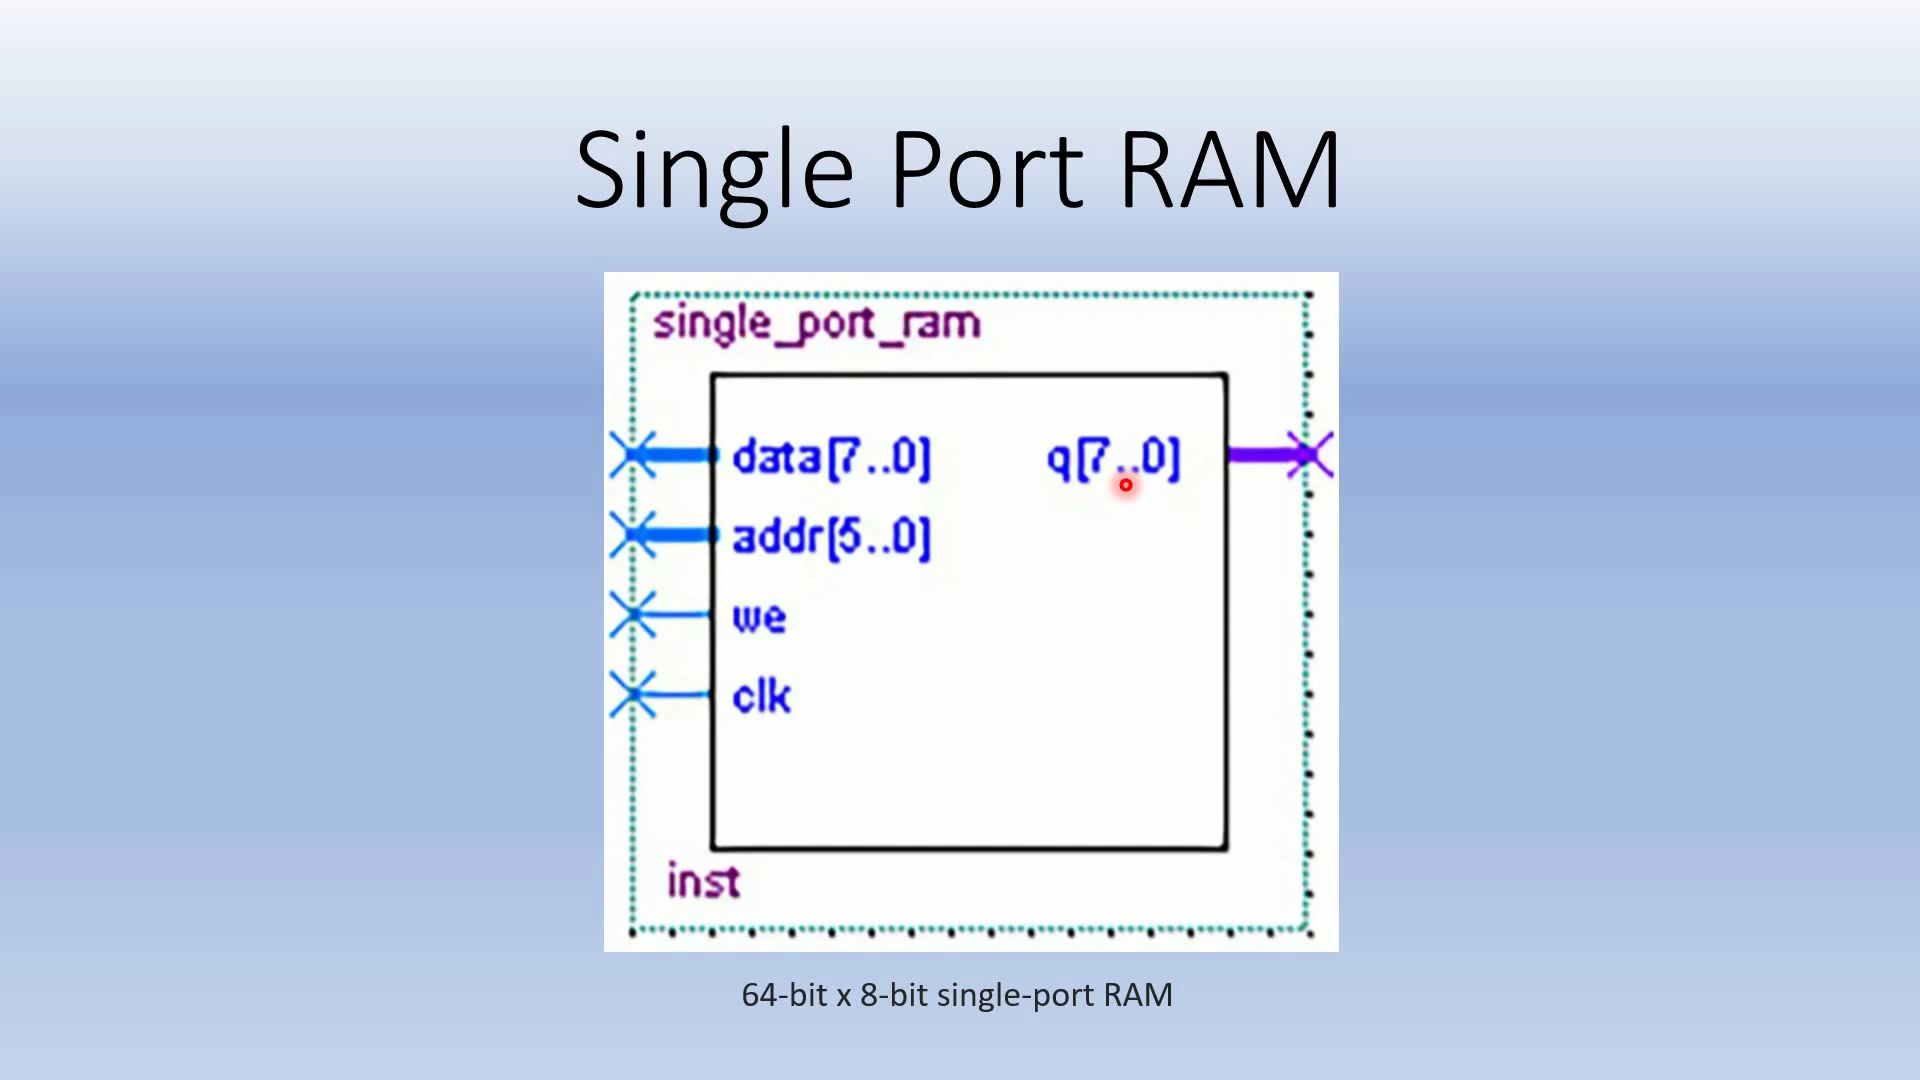 Single Port RAM
single_port_ram
data[7..0] q[7..0]
addr[5..0]
we
clk
inst
64-bit x 8-bit single-port RAM